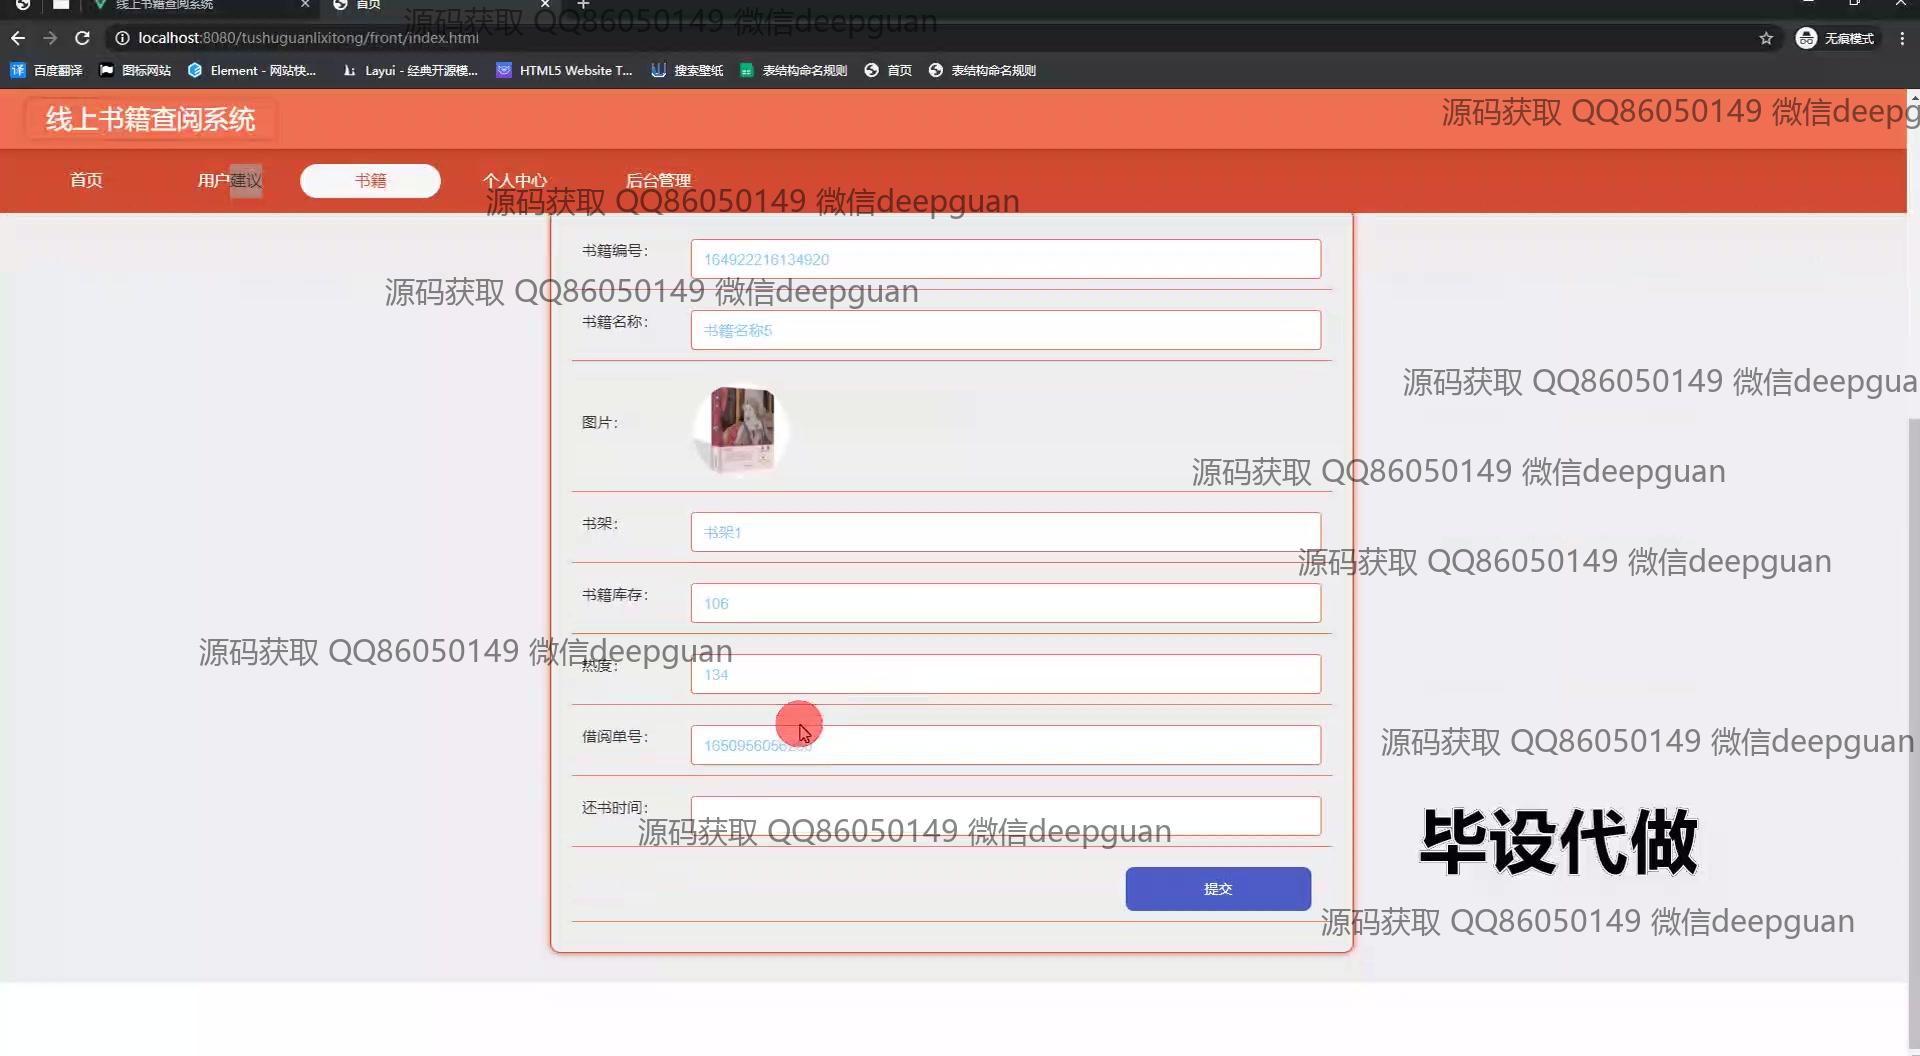 线上书籍查阅系统
首页
源码获取 QQ86050149 微信deepguan
localhost:8080/tushuguanlixitong/front/index.html
无痕模式
百度翻译
图标网站
Element - 网站快...
Layui - 经典开源模...
HTML5 Website T...
搜索壁纸
表结构命名规则
首页
表结构命名规则
线上书籍查阅系统
源码获取 QQ86050149 微信deepg
首页
用户建议
书籍
个人中心
后台管理
源码获取 QQ86050149 微信deepguan
书籍编号:
164922216134920
源码获取 QQ86050149 微信deepguan
书籍名称:
书籍名称5
源码获取 QQ86050149 微信deepgua
图片:
源码获取 QQ86050149 微信deepguan
书架:
书架1
源码获取 QQ86050149 微信deepguan
书籍库存:
106
源码获取 QQ86050149 微信deepguan
热度:
134
借阅单号:
源码获取 QQ86050149 微信deepguan
还书时间:
源码获取 QQ86050149 微信deepguan
毕设代做
提交
源码获取 QQ86050149 微信deepguan